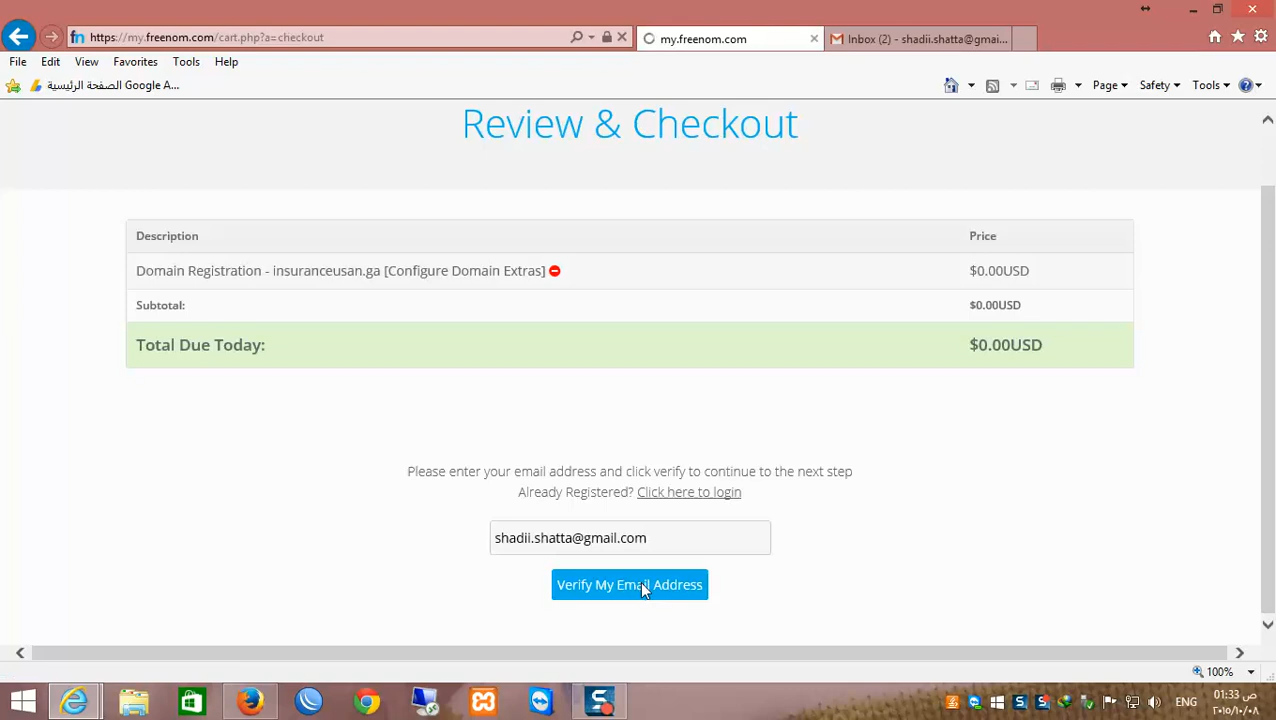 https://my.freenom.com/cart.php?a=checkout
my.freenom.com
Inbox (2) - shadii.shatta@gmai...
File Edit View Favorites Tools Help
الصفحة الرئيسية Google A...
Page Safety Tools
Review & Checkout
Description Price
Domain Registration - insuranceusan.ga [Configure Domain Extras] $0.00USD
Subtotal: $0.00USD
Total Due Today: $0.00USD
Please enter your email address and click verify to continue to the next step
Already Registered? Click here to login
shadii.shatta@gmail.com
Verify My Email Address
100%
ENG
01:33 ص
٢٠١٥/١٠/٠٨